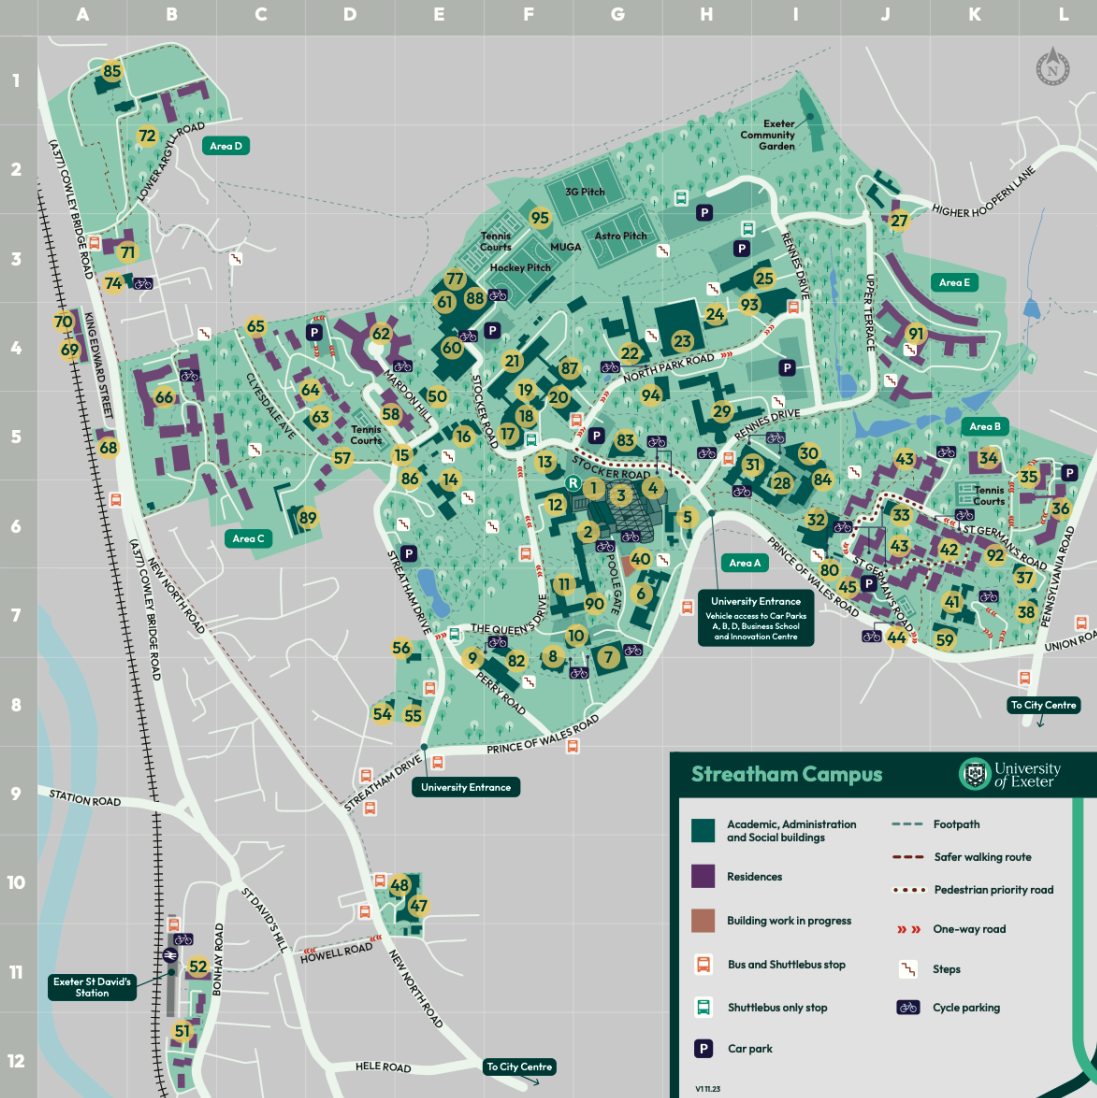 A B C D E F G H I J K L
1
85
Exeter
Community
Garden
72
LOWER ARGYLL ROAD
Area D
2
(A377) COWLEY BRIDGE ROAD
3G Pitch
P
27
HIGHER HOOPERN LANE
95
Tennis
Courts
MUGA
Astro Pitch
Hockey Pitch
P
RENNES DRIVE
71
3
74
77
61
88
25
93
24
UPPER TERRACE
Area E
70
69
KING EDWARD STREET
65
P
62
P
60
4
21
22
23
91
87
NORTH PARK ROAD
P
66
CLYESDALE AVE
64
63
MARDON HILL
58
50
STOCKER ROAD
19
20
18
94
29
RENNES DRIVE
Area B
Tennis
Courts
5
68
57
15
16
17
P
83
13
STOCKER ROAD
86
14
R
1
3
4
31
28
30
84
43
34
35
P
Tennis
Courts
36
89
12
2
5
32
33
6
Area C
P
ST GERMAN'S ROAD
43
42
92
(A377) COWLEY BRIDGE ROAD
NEW NORTH ROAD
STREATHAM DRIVE
POOLE GATE
40
Area A
PRINCE OF WALES ROAD
80
45
P
ST GERMAN'S ROAD
37
PENNSYLVANIA ROAD
11
90
6
41
38
7
University Entrance
Vehicle access to Car Parks
A, B, D, Business School
and Innovation Centre
THE QUEEN'S DRIVE
10
44
59
UNION ROA
56
9
82
8
7
PERRY ROAD
8
54
55
To City Centre
PRINCE OF WALES ROAD
STREATHAM DRIVE
University Entrance
9
STATION ROAD
10
48
47
ST DAVID'S HILL
BONHAY ROAD
HOWELL ROAD
NEW NORTH ROAD
11
52
Exeter St David's
Station
51
12
HELE ROAD
To City Centre
N
Streatham Campus
University
of Exeter
Academic, Administration
and Social buildings
Residences
Building work in progress
Bus and Shuttlebus stop
Shuttlebus only stop
P Car park
Footpath
Safer walking route
Pedestrian priority road
One-way road
Steps
Cycle parking
V1 11.23